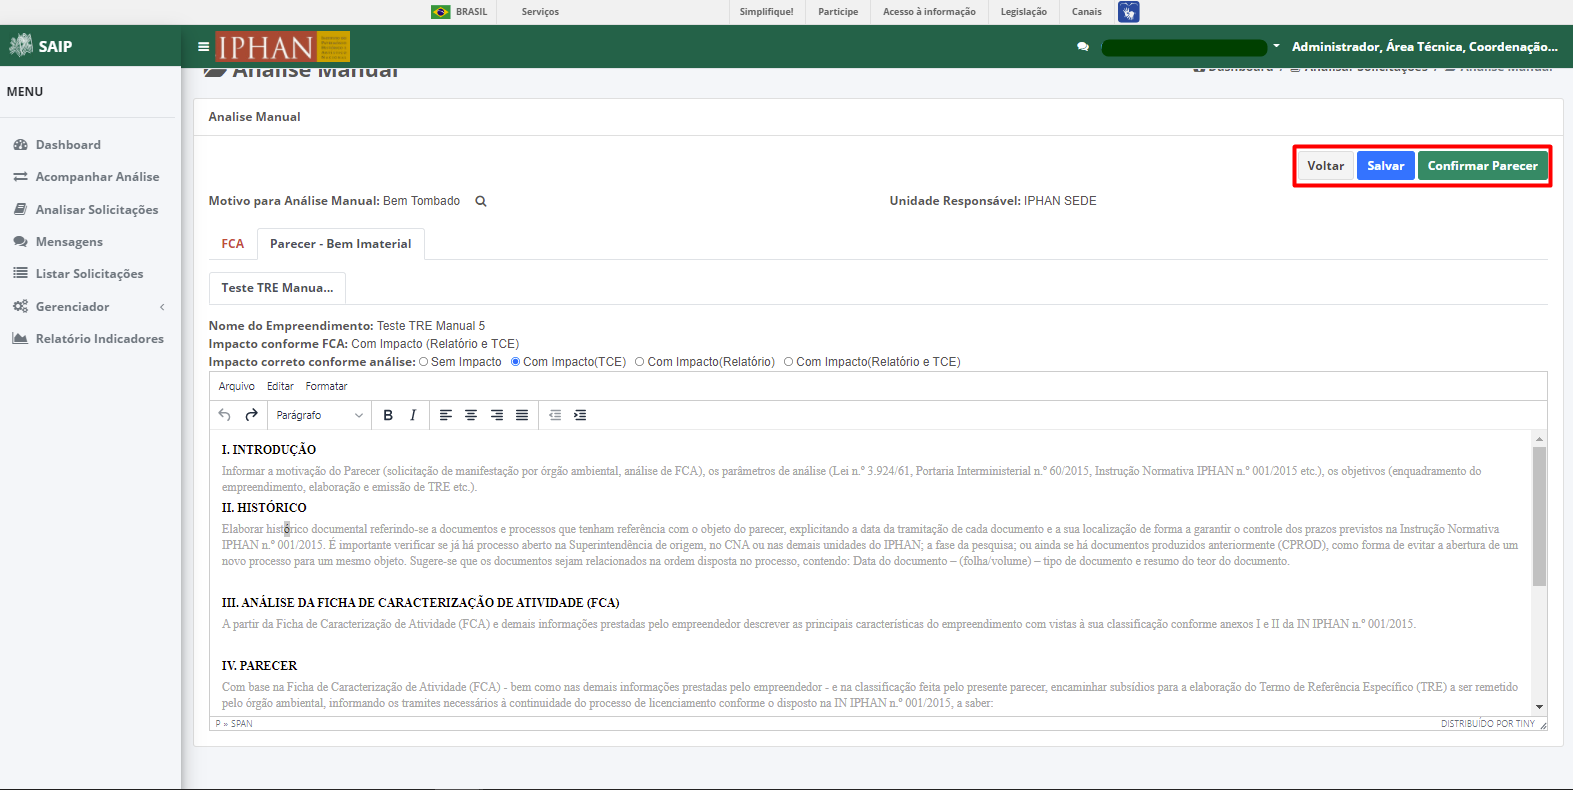 BRASIL Serviços Simplifique! Participe Acesso à informação Legislação Canais
SAIP
IPHAN
Administrador, Área Técnica, Coordenação...
Análise Manual
Dashboard / Analisar Solicitações / Análise Manual
MENU
Dashboard
Acompanhar Análise
Analisar Solicitações
Mensagens
Listar Solicitações
Gerenciador
Relatório Indicadores
Analise Manual
Voltar Salvar Confirmar Parecer
Motivo para Análise Manual: Bem Tombado Unidade Responsável: IPHAN SEDE
FCA Parecer - Bem Imaterial
Teste TRE Manua...
Nome do Empreendimento: Teste TRE Manual 5
Impacto conforme FCA: Com Impacto (Relatório e TCE)
Impacto correto conforme análise: Sem Impacto Com Impacto(TCE) Com Impacto(Relatório) Com Impacto(Relatório e TCE)
Arquivo Editar Formatar
Parágrafo B I
I. INTRODUÇÃO
Informar a motivação do Parecer (solicitação de manifestação por órgão ambiental, análise de FCA), os parâmetros de análise (Lei n.º 3.924/61, Portaria Interministerial n.º 60/2015, Instrução Normativa IPHAN n.º 001/2015 etc.), os objetivos (enquadramento do
empreendimento, elaboração e emissão de TRE etc.).
II. HISTÓRICO
Elaborar histórico documental referindo-se a documentos e processos que tenham referência com o objeto do parecer, explicitando a data da tramitação de cada documento e a sua localização de forma a garantir o controle dos prazos previstos na Instrução Normativa
IPHAN n.º 001/2015. É importante verificar se já há processo aberto na Superintendência de origem, no CNA ou nas demais unidades do IPHAN; a fase da pesquisa; ou ainda se há documentos produzidos anteriormente (CPROD), como forma de evitar a abertura de um
novo processo para um mesmo objeto. Sugere-se que os documentos sejam relacionados na ordem disposta no processo, contendo: Data do documento – (folha/volume) – tipo de documento e resumo do teor do documento.
III. ANÁLISE DA FICHA DE CARACTERIZAÇÃO DE ATIVIDADE (FCA)
A partir da Ficha de Caracterização de Atividade (FCA) e demais informações prestadas pelo empreendedor descrever as principais características do empreendimento com vistas à sua classificação conforme anexos I e II da IN IPHAN n.º 001/2015.
IV. PARECER
Com base na Ficha de Caracterização de Atividade (FCA) - bem como nas demais informações prestadas pelo empreendedor - e na classificação feita pelo presente parecer, encaminhar subsídios para a elaboração do Termo de Referência Específico (TRE) a ser remetido
pelo órgão ambiental, informando os tramites necessários à continuidade do processo de licenciamento conforme o disposto na IN IPHAN n.º 001/2015, a saber:
P » SPAN DISTRIBUÍDO POR TINY